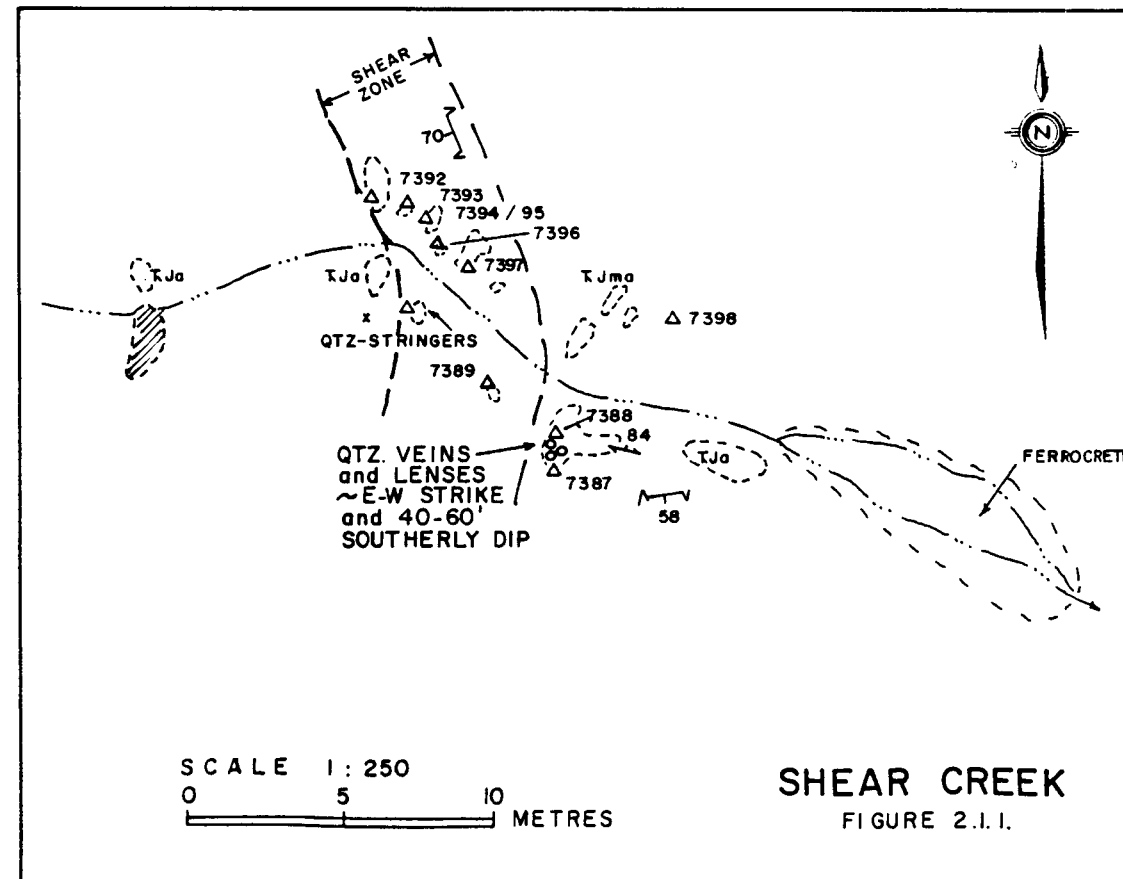 SHEAR
ZONE
70
N
7392
7393
7394 / 95
7396
7397
TJa
TJa
TJma
7398
x
QTZ-STRINGERS
7389
7388
84
QTZ. VEINS
and LENSES
~E-W STRIKE
and 40-60'
SOUTHERLY DIP
TJa
7387
58
FERROCRETE
SCALE 1 : 250
0 5 10
METRES
SHEAR CREEK
FIGURE 2.1.1.